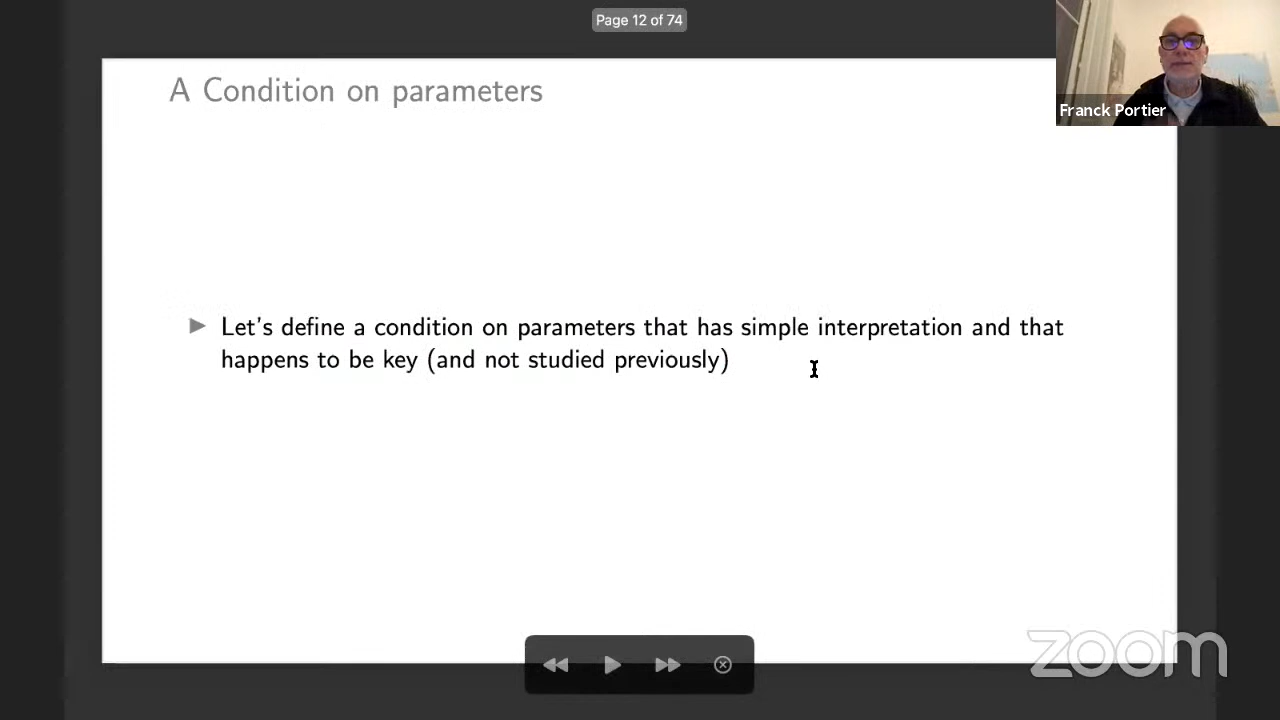 Page 12 of 74
A Condition on parameters
Franck Portier
Let's define a condition on parameters that has simple interpretation and that
happens to be key (and not studied previously)
zoom